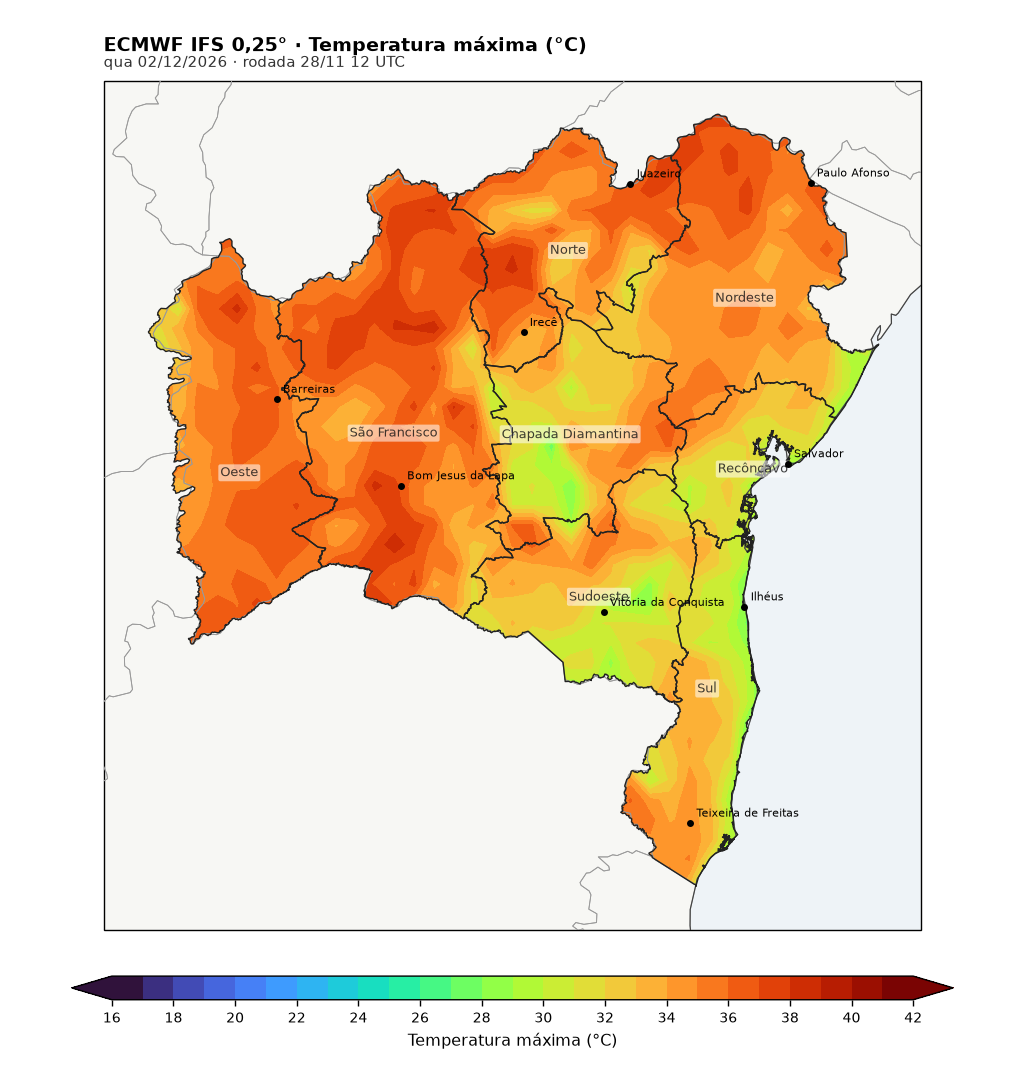 ECMWF IFS 0,25° · Temperatura máxima (°C)
qua 02/12/2026 · rodada 28/11 12 UTC
Juazeiro
Paulo Afonso
Norte
Nordeste
Irecê
Barreiras
São Francisco
Chapada Diamantina
Salvador
Recôncavo
Oeste
Bom Jesus da Lapa
Sudoeste
Ilhéus
Vitória da Conquista
Sul
Teixeira de Freitas
16 18 20 22 24 26 28 30 32 34 36 38 40 42
Temperatura máxima (°C)